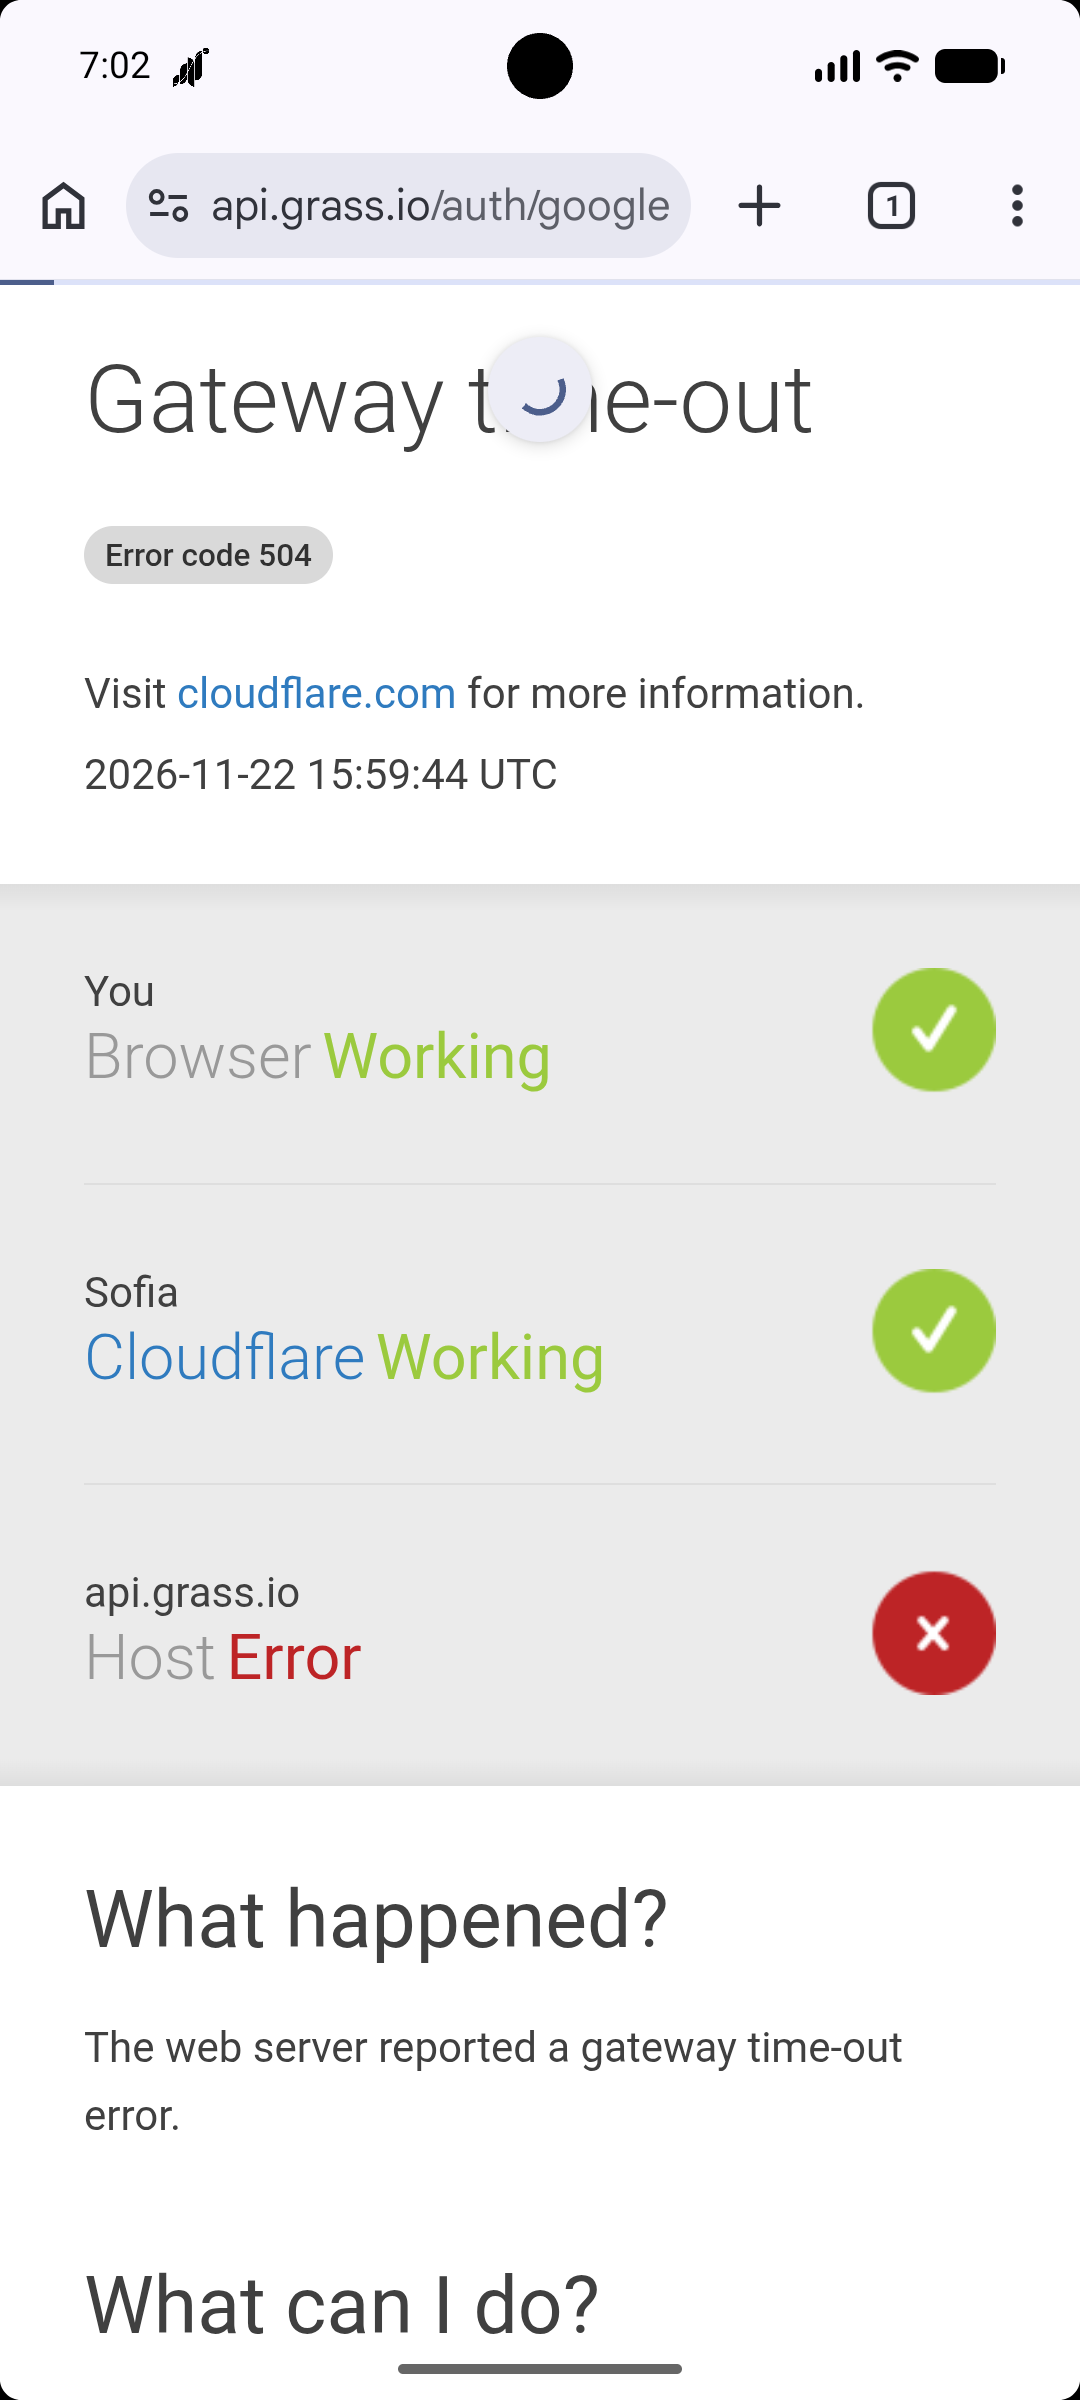 7:02
api.grass.io/auth/google
1
Gateway t e-out
Error code 504
Visit cloudflare.com for more information.
2026-11-22 15:59:44 UTC
You
Browser Working
Sofia
Cloudflare Working
api.grass.io
Host Error
What happened?
The web server reported a gateway time-out
error.
What can I do?